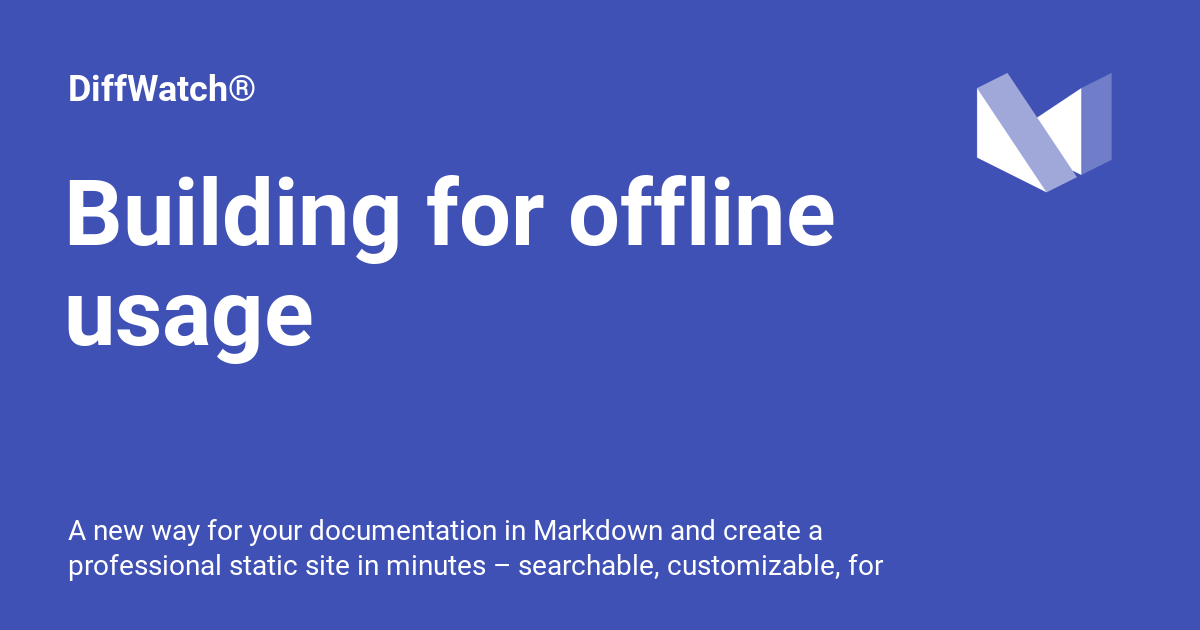 DiffWatch®
Building for offline
usage
A new way for your documentation in Markdown and create a
professional static site in minutes – searchable, customizable, for